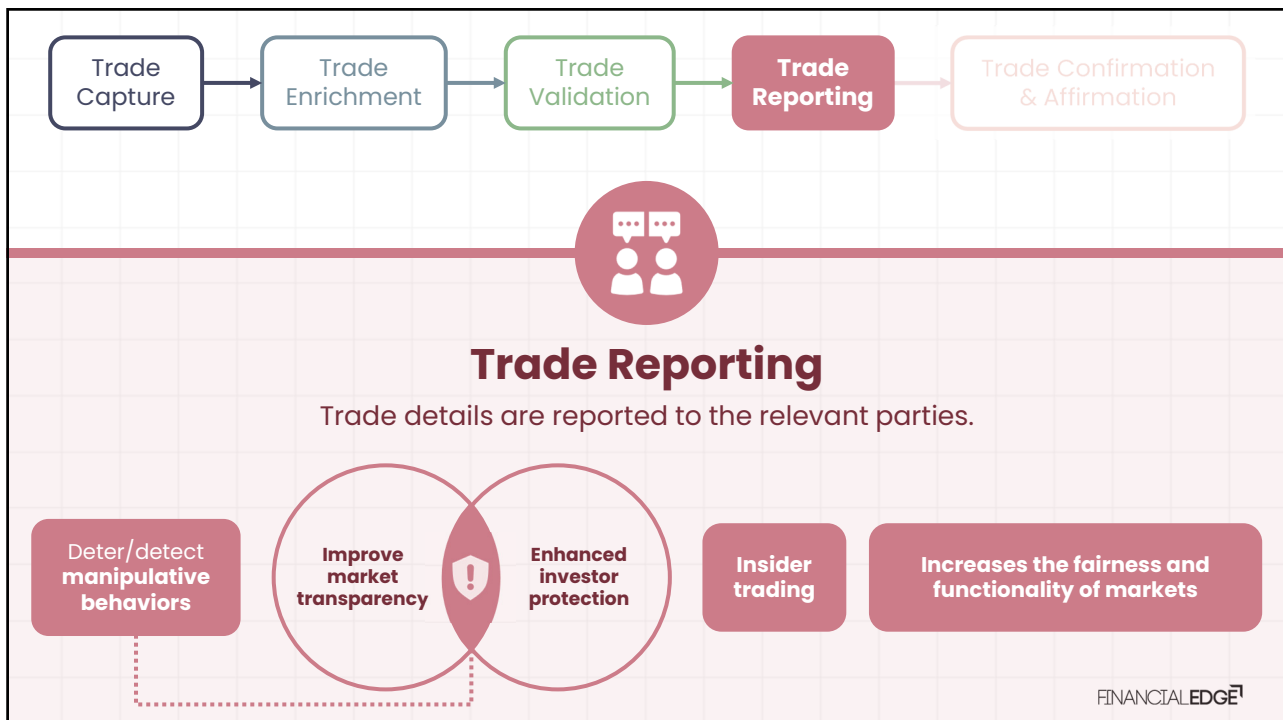 Trade
Capture
Trade
Enrichment
Trade
Validation
Trade
Reporting
Trade Confirmation
& Affirmation
Trade Reporting
Trade details are reported to the relevant parties.
Deter/detect
manipulative
behaviors
Improve
market
transparency
!
Enhanced
investor
protection
Insider
trading
Increases the fairness and
functionality of markets
FINANCIALEDGE